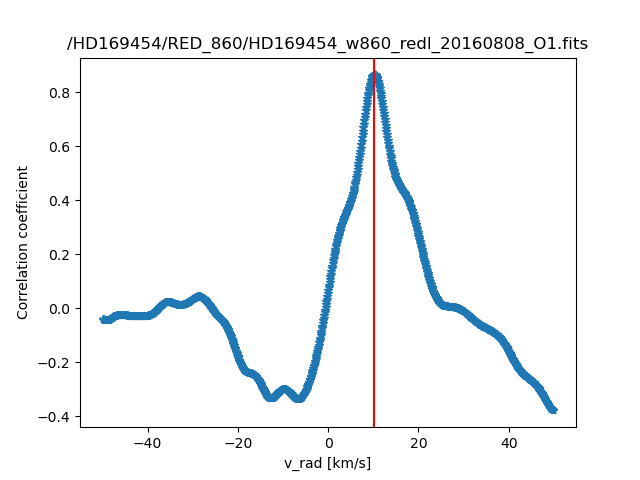 /HD169454/RED_860/HD169454_w860_redl_20160808_O1.fits
Correlation coefficient
0.8
0.6
0.4
0.2
0.0
−0.2
−0.4
−40 −20 0 20 40
v_rad [km/s]